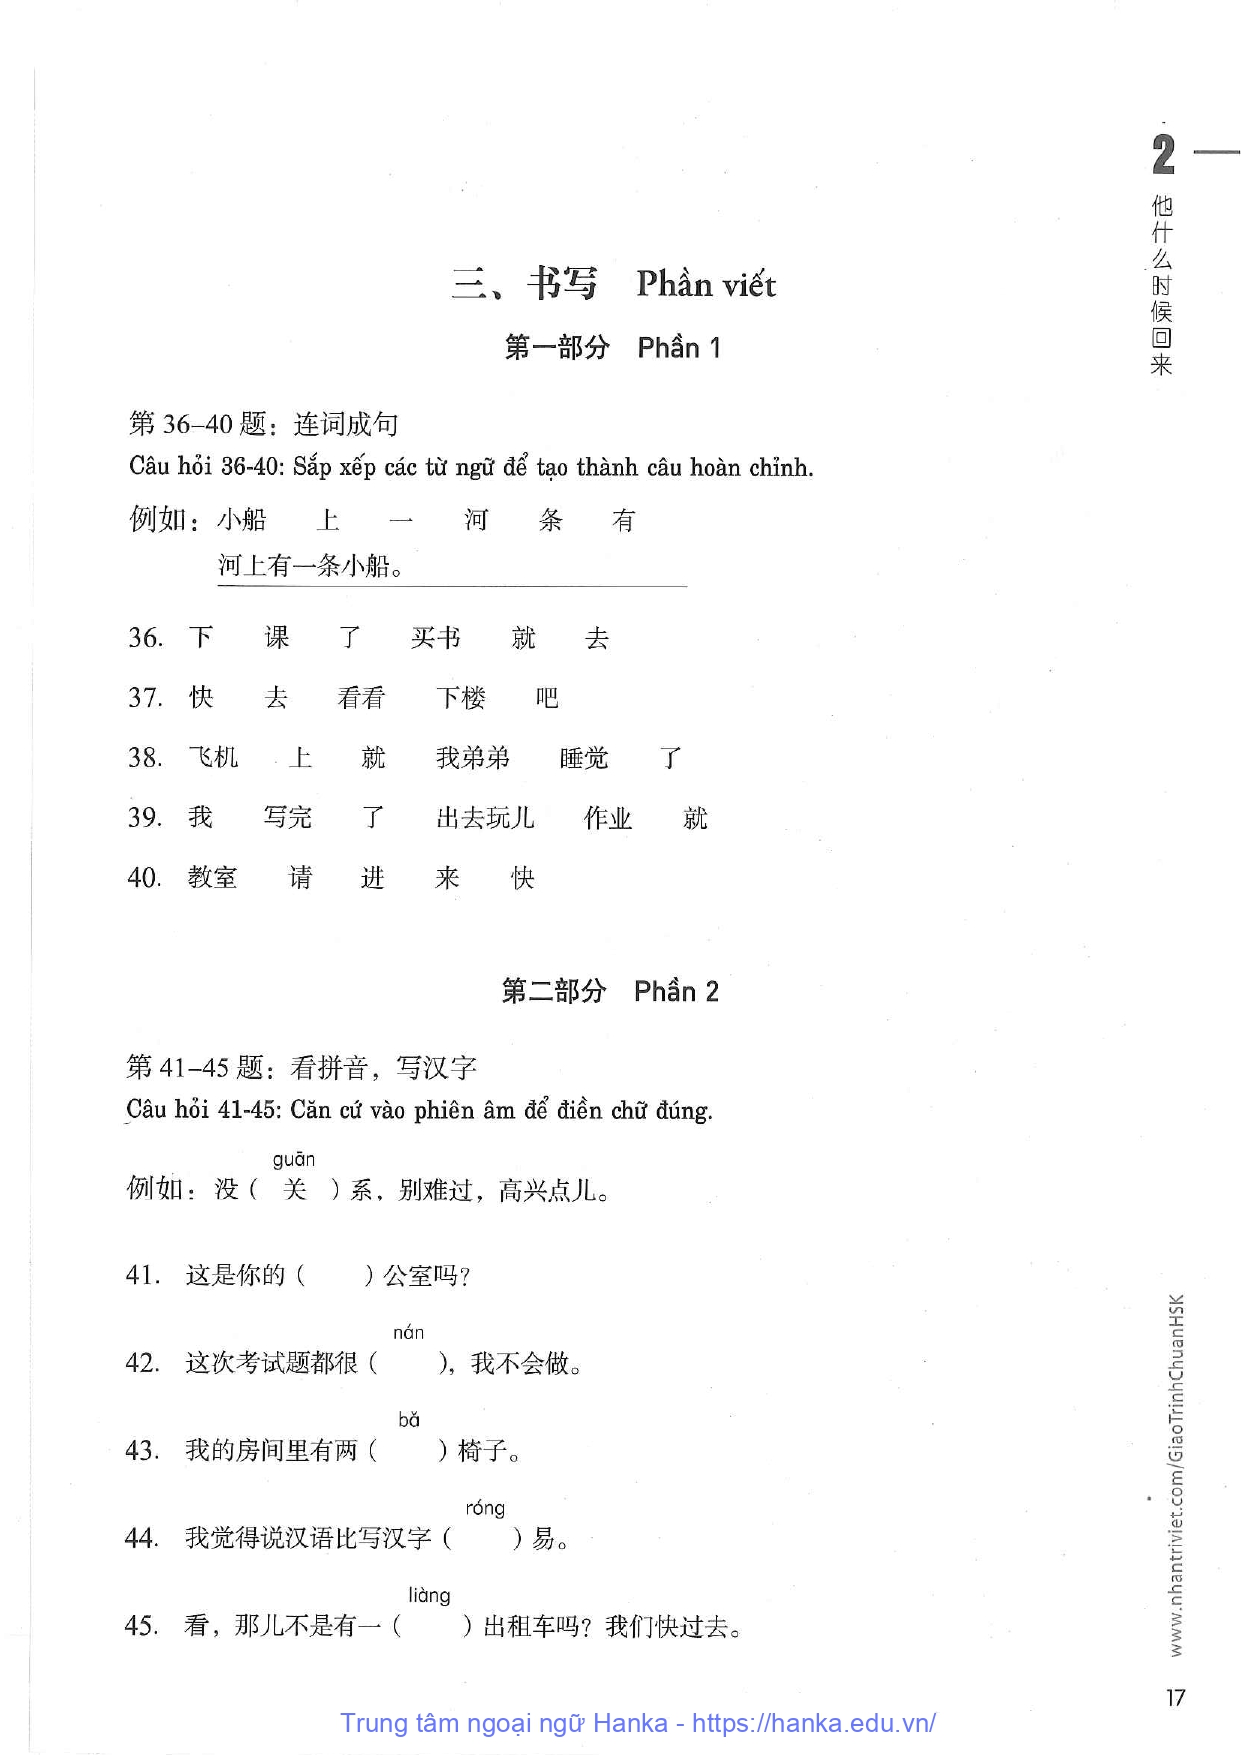 2
他什么时候回来
三、书写 Phần viết
第一部分 Phần 1
第 36–40 题：连词成句
Câu hỏi 36-40: Sắp xếp các từ ngữ để tạo thành câu hoàn chỉnh.
例如：小船 上 一 河 条 有
河上有一条小船。
36. 下 课 了 买书 就 去
37. 快 去 看看 下楼 吧
38. 飞机 上 就 我弟弟 睡觉 了
39. 我 写完 了 出去玩儿 作业 就
40. 教室 请 进 来 快
第二部分 Phần 2
第 41–45 题：看拼音，写汉字
Câu hỏi 41-45: Căn cứ vào phiên âm để điền chữ đúng.
guān
例如：没（ 关 ）系，别难过，高兴点儿。
41. 这是你的（ ）公室吗？
nán
42. 这次考试题都很（ ），我不会做。
bǎ
43. 我的房间里有两（ ）椅子。
róng
44. 我觉得说汉语比写汉字（ ）易。
liàng
45. 看，那儿不是有一（ ）出租车吗？我们快过去。
www.nhantriviet.com/GiaoTrinhChuanHSK
17
Trung tâm ngoại ngữ Hanka - https://hanka.edu.vn/